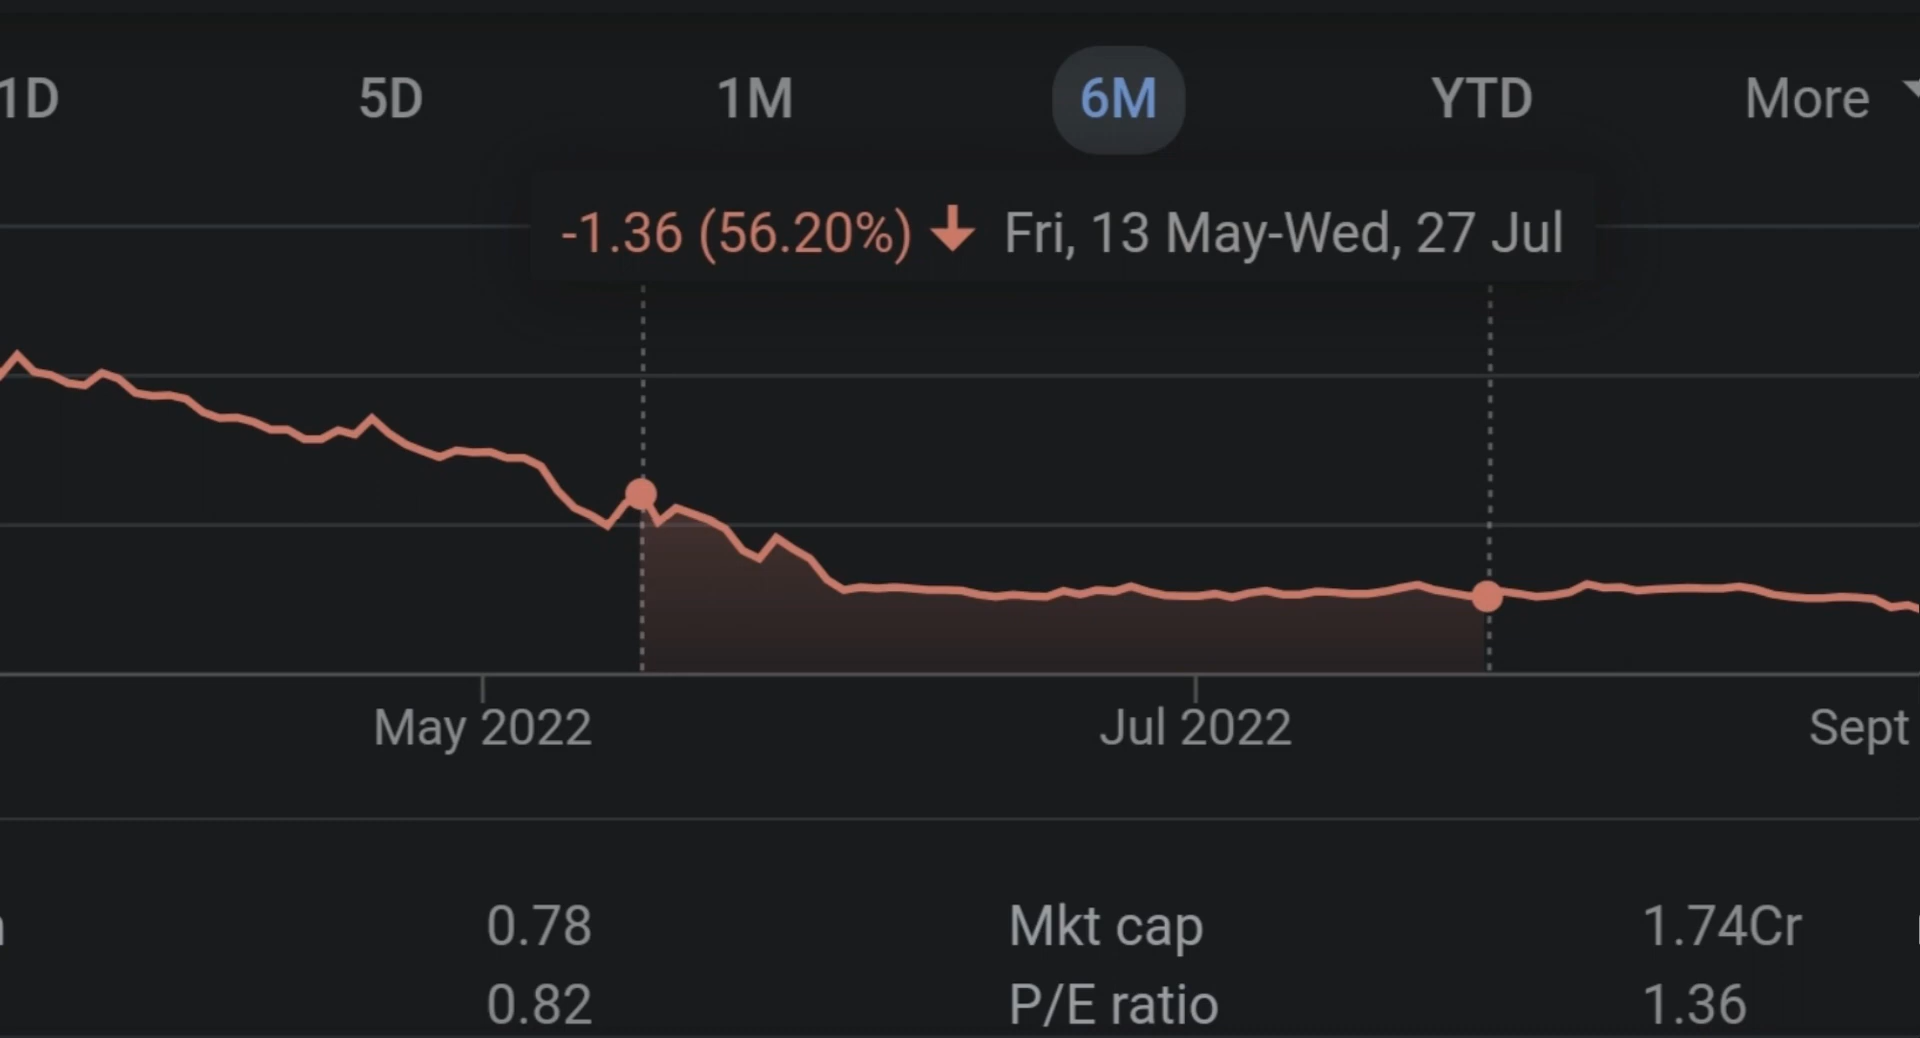 1D 5D 1M 6M YTD More
-1.36 (56.20%) Fri, 13 May-Wed, 27 Jul
May 2022 Jul 2022 Sept
0.78 Mkt cap 1.74Cr
0.82 P/E ratio 1.36